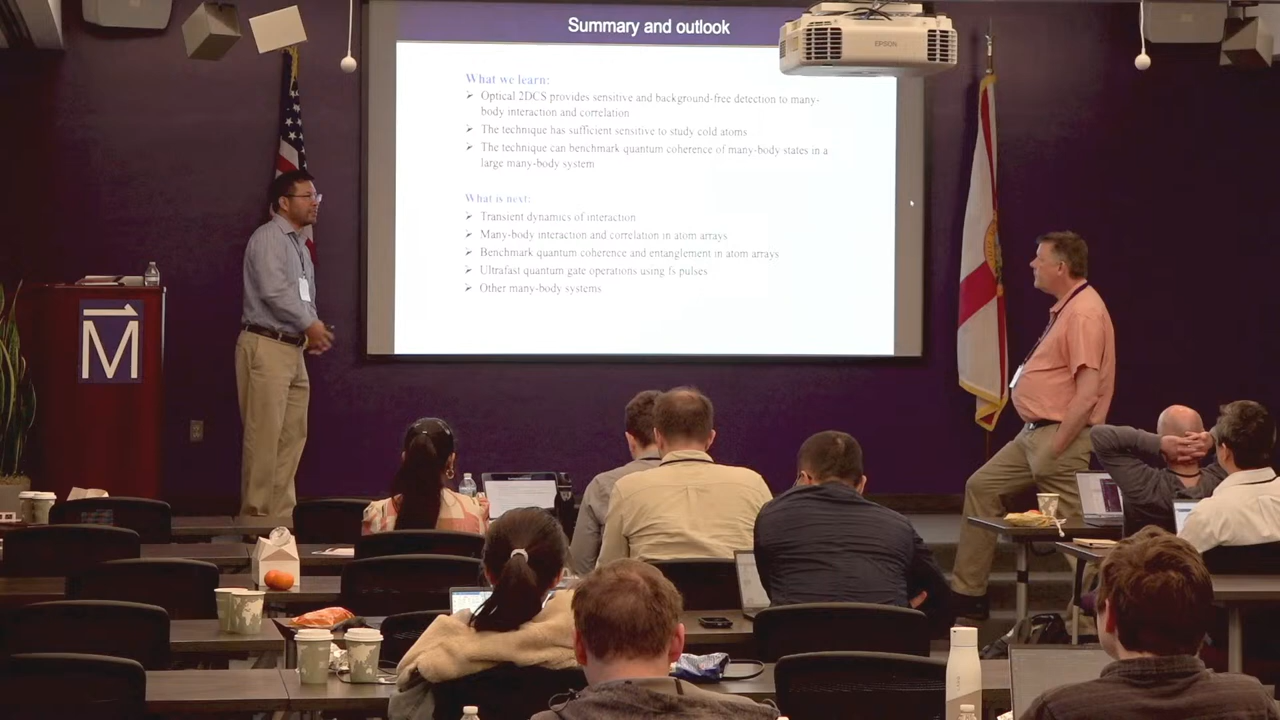 Summary and outlook
EPSON
What we learn:
➤ Optical 2DCS provides sensitive and background-free detection to many-
body interaction and correlation
➤ The technique has sufficient sensitive to study cold atoms
➤ The technique can benchmark quantum coherence of many-body states in a
large many-body system
What is next:
➤ Transient dynamics of interaction
➤ Many-body interaction and correlation in atom arrays
➤ Benchmark quantum coherence and entanglement in atom arrays
➤ Ultrafast quantum gate operations using fs pulses
➤ Other many-body systems
M